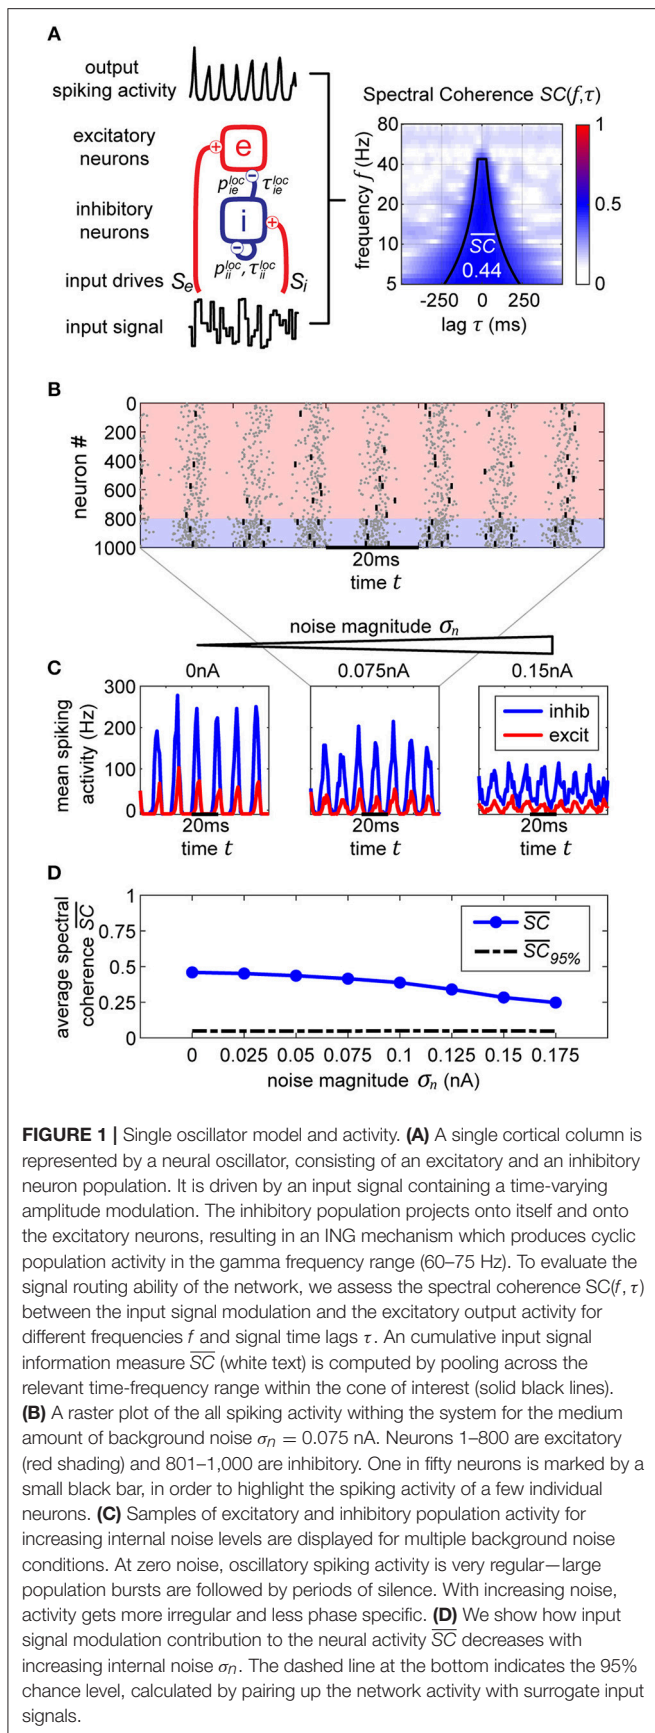 A
output
spiking activity
excitatory
neurons
inhibitory
neurons
input drives
input signal
e
i
+
−
p_ie^loc τ_ie^loc
+
−
p_ii^loc, τ_ii^loc
S_e
S_i
Spectral Coherence SC(f,τ)
frequency f (Hz)
80
40
20
10
5
SC
0.44
-250 0 250
lag τ (ms)
1
0.5
0
B
neuron #
0
200
400
600
800
1000
20ms
time t
noise magnitude σn
C
0nA 0.075nA 0.15nA
mean spiking
activity (Hz)
300
200
100
0
inhib
excit
20ms 20ms 20ms
time t time t time t
D
average spectral
coherence SC
1
0.75
0.5
0.25
0
SC
SC95%
0 0.025 0.05 0.075 0.1 0.125 0.15 0.175
noise magnitude σn (nA)
FIGURE 1 | Single oscillator model and activity. (A) A single cortical column is
represented by a neural oscillator, consisting of an excitatory and an inhibitory
neuron population. It is driven by an input signal containing a time-varying
amplitude modulation. The inhibitory population projects onto itself and onto
the excitatory neurons, resulting in an ING mechanism which produces cyclic
population activity in the gamma frequency range (60–75 Hz). To evaluate the
signal routing ability of the network, we assess the spectral coherence SC(f, τ)
between the input signal modulation and the excitatory output activity for
different frequencies f and signal time lags τ. An cumulative input signal
information measure SC (white text) is computed by pooling across the
relevant time-frequency range within the cone of interest (solid black lines).
(B) A raster plot of the all spiking activity withing the system for the medium
amount of background noise σn = 0.075 nA. Neurons 1–800 are excitatory
(red shading) and 801–1,000 are inhibitory. One in fifty neurons is marked by a
small black bar, in order to highlight the spiking activity of a few individual
neurons. (C) Samples of excitatory and inhibitory population activity for
increasing internal noise levels are displayed for multiple background noise
conditions. At zero noise, oscillatory spiking activity is very regular—large
population bursts are followed by periods of silence. With increasing noise,
activity gets more irregular and less phase specific. (D) We show how input
signal modulation contribution to the neural activity SC decreases with
increasing internal noise σn. The dashed line at the bottom indicates the 95%
chance level, calculated by pairing up the network activity with surrogate input
signals.